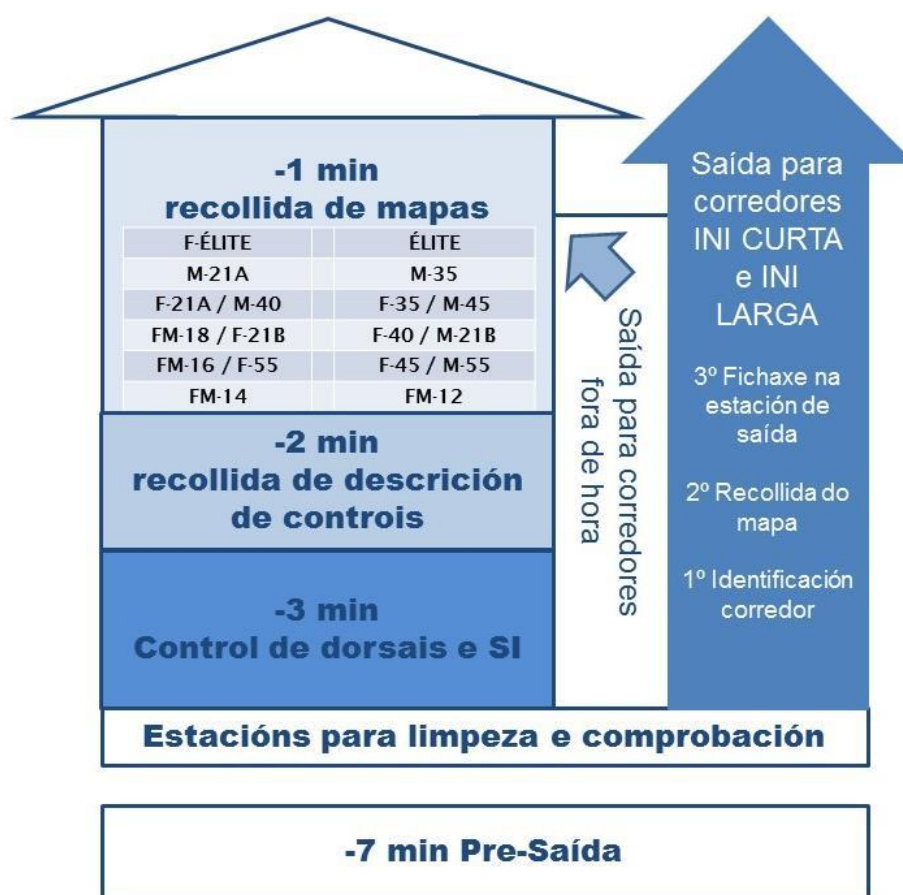 -1 min
recollida de mapas
F-ÉLITE ÉLITE
M-21A M-35
F-21A / M-40 F-35 / M-45
FM-18 / F-21B F-40 / M-21B
FM-16 / F-55 F-45 / M-55
FM-14 FM-12
-2 min
recollida de descrición
de controis
-3 min
Control de dorsais e SI
Saída para corredores
fora de hora
Saída para
corredores
INI CURTA
e INI
LARGA
3º Fichaxe na
estación de
saída
2º Recollida do
mapa
1º Identificación
corredor
Estacións para limpeza e comprobación
-7 min Pre-Saída